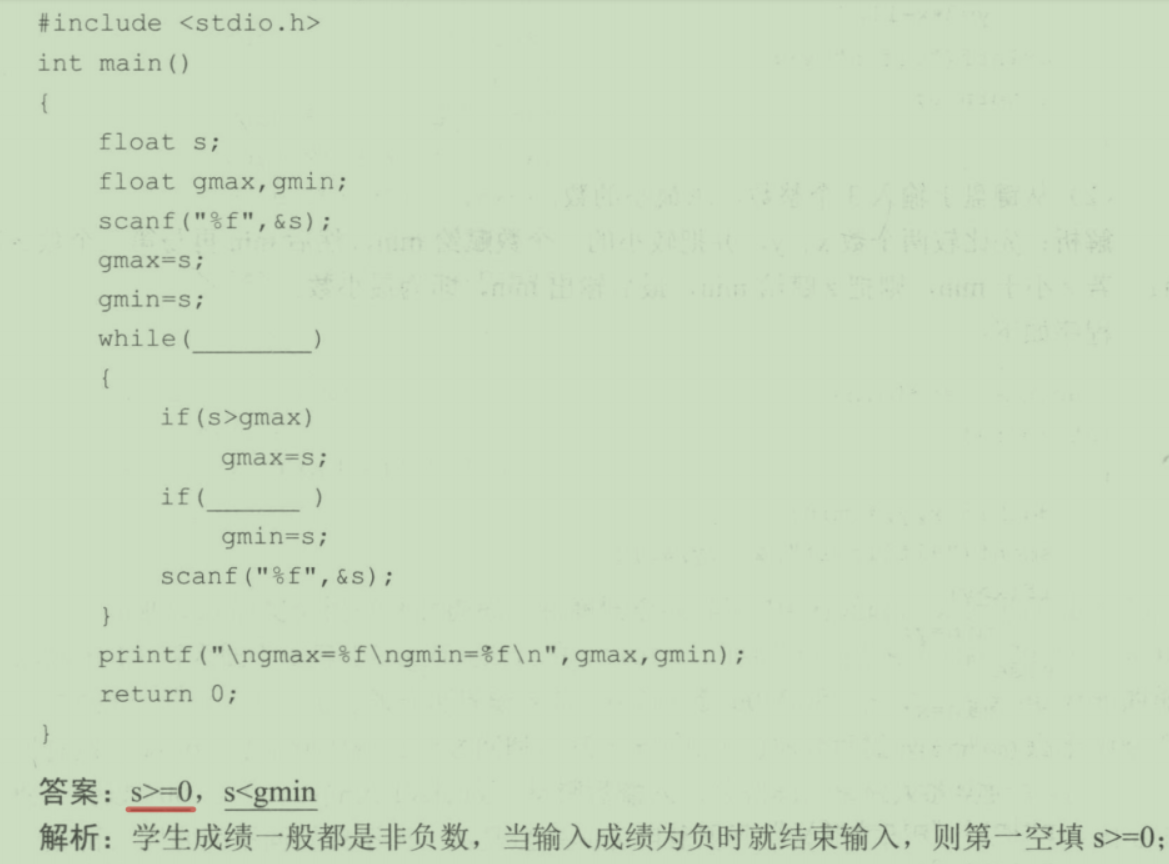 #include <stdio.h>
int main()
{
float s;
float gmax,gmin;
scanf("%f",&s);
gmax=s;
gmin=s;
while(________)
{
if(s>gmax)
gmax=s;
if(______ )
gmin=s;
scanf("%f",&s);
}
printf("\ngmax=%f\ngmin=%f\n",gmax,gmin);
return 0;
}
答案：s>=0，s<gmin
解析：学生成绩一般都是非负数，当输入成绩为负时就结束输入，则第一空填 s>=0;